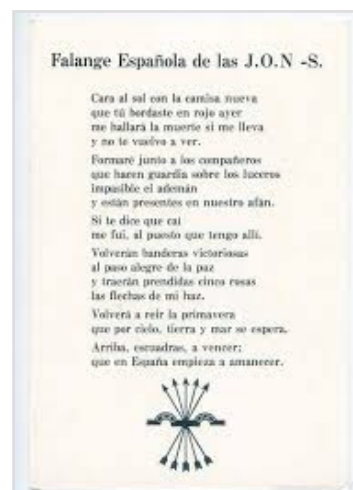 Falange Española de las J.O.N -S.
Cara al sol con la camisa nueva
que tú bordaste en rojo ayer
me hallará la muerte si me lleva
y no te vuelvo a ver.
Formaré junto a los compañeros
que hacen guardia sobre los luceros
impasible el ademán
y están presentes en nuestro afán.
Si te dice que caí
me fui, al puesto que tengo allí.
Volverán banderas victoriosas
al paso alegre de la paz
y traerán prendidas cinco rosas
las flechas de mi haz.
Volverá a reír la primavera
que por cielo, tierra y mar se espera.
Arriba, escuadras, a vencer;
que en España empieza a amanecer.